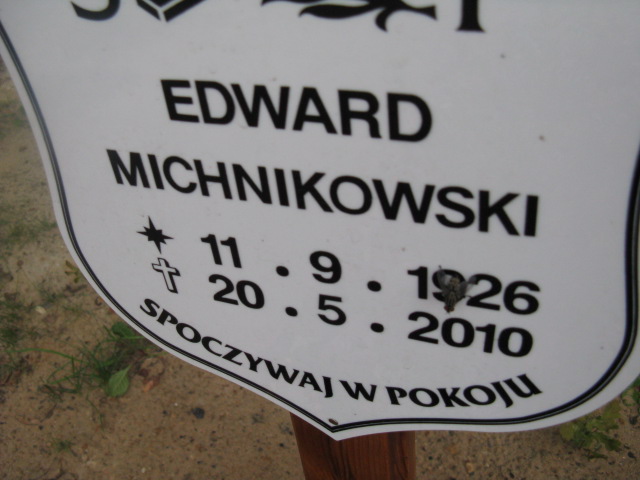 EDWARD
MICHNIKOWSKI
11 . 9 . 1926
20 . 5 . 2010
SPOCZYWAJ W POKOJU